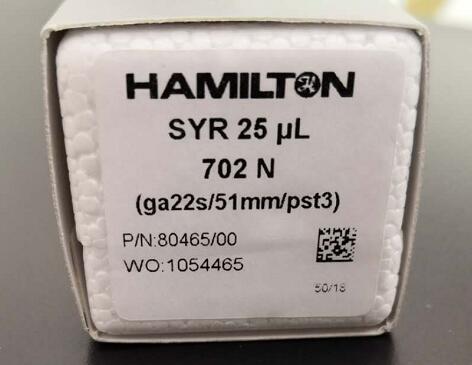 HAMILTON
SYR 25 µL
702 N
(ga22s/51mm/pst3)
P/N:80465/00
WO:1054465
50/18